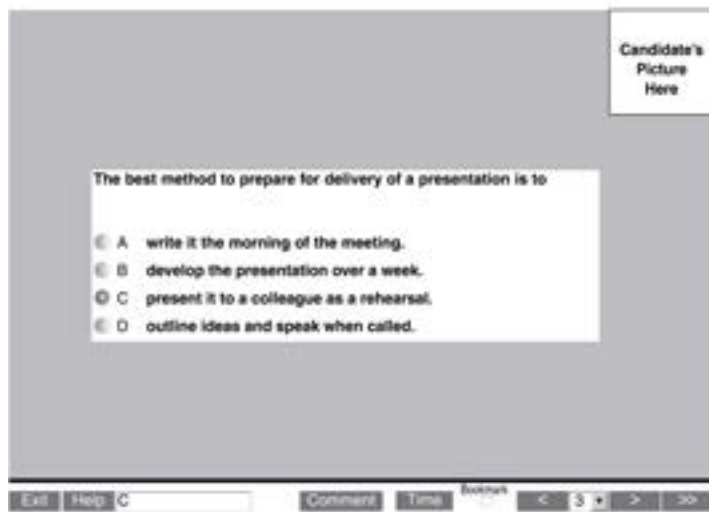 Candidate's
Picture
Here
The best method to prepare for delivery of a presentation is to
A write it the morning of the meeting.
B develop the presentation over a week.
C present it to a colleague as a rehearsal.
D outline ideas and speak when called.
Bookmark
Exit Help C Comment Time < 3 > >>